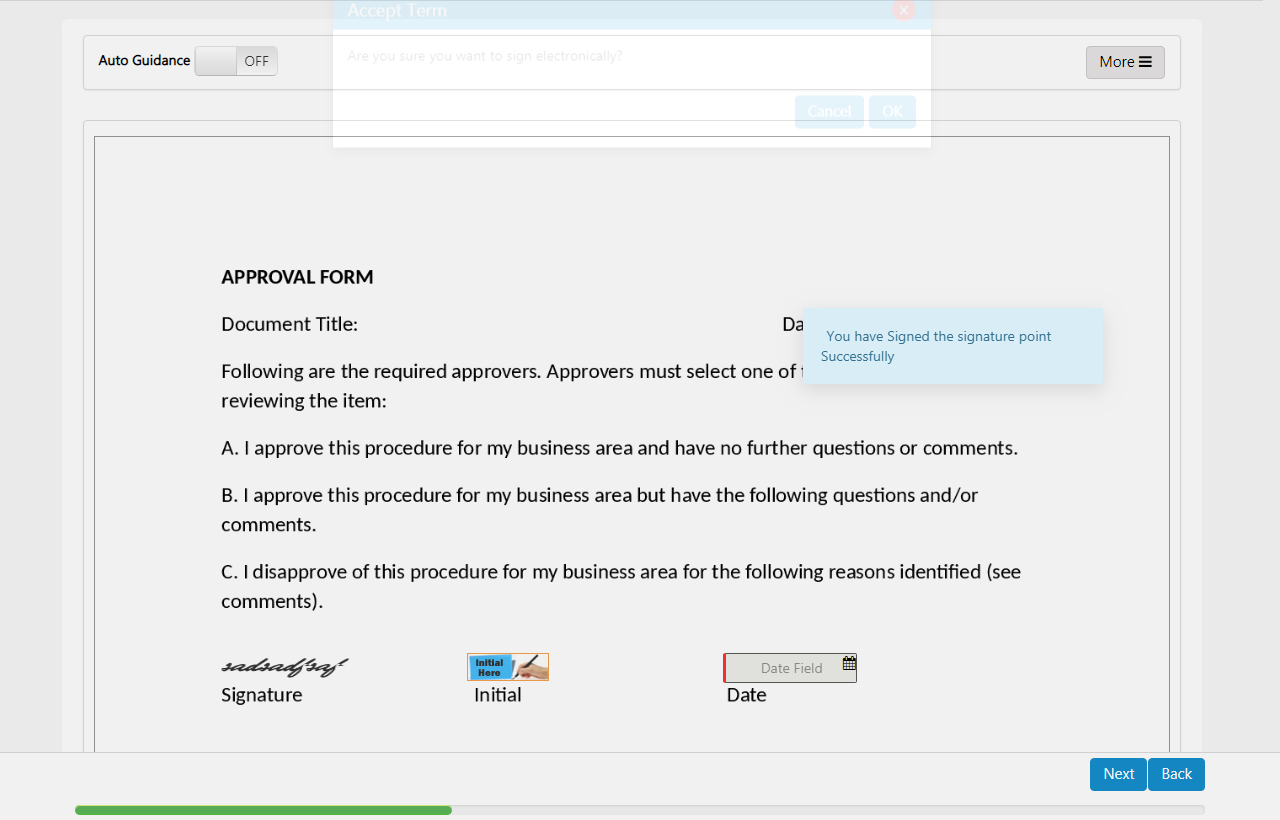 Accept Term
Are you sure you want to sign electronically?
Auto Guidance OFF
More
Cancel OK
APPROVAL FORM
Document Title:
Da
You have Signed the signature point
Successfully
Following are the required approvers. Approvers must select one of
reviewing the item:
A. I approve this procedure for my business area and have no further questions or comments.
B. I approve this procedure for my business area but have the following questions and/or
comments.
C. I disapprove of this procedure for my business area for the following reasons identified (see
comments).
Initial
Here
Date Field
Signature
Initial
Date
Next Back